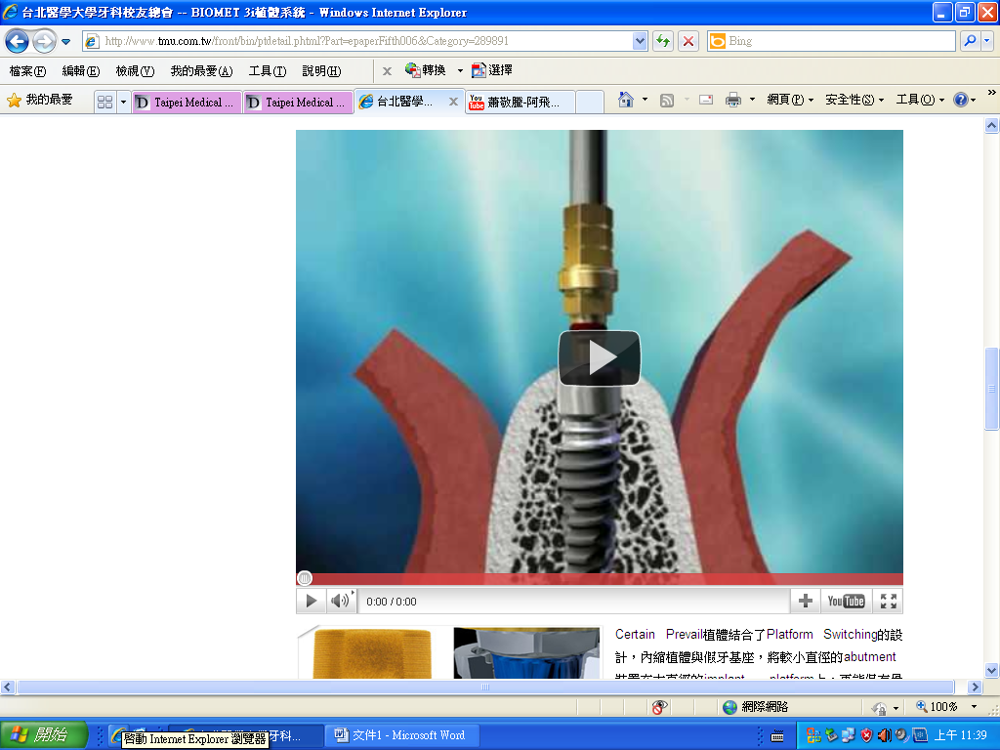 台北醫學大學牙科校友總會 -- BIOMET 3i植體系統 - Windows Internet Explorer
http://www.tmu.com.tw/front/bin/ptdetail.phtml?Part=epaperFifth006&Category=289891
Bing
檔案(F) 編輯(E) 檢視(V) 我的最愛(A) 工具(T) 說明(H) 轉換 選擇
我的最愛 Taipei Medical ... Taipei Medical ... 台北醫學... 蕭敬騰-阿飛... 網頁(P) 安全性(S) 工具(O)
0:00 / 0:00
YouTube
Certain Prevail植體結合了Platform Switching的設
計，內縮植體與假牙基座，將較小直徑的abutment
網際網路 100%
開始 文件1 - Microsoft Word 上午 11:39
啟動 Internet Explorer 瀏覽器